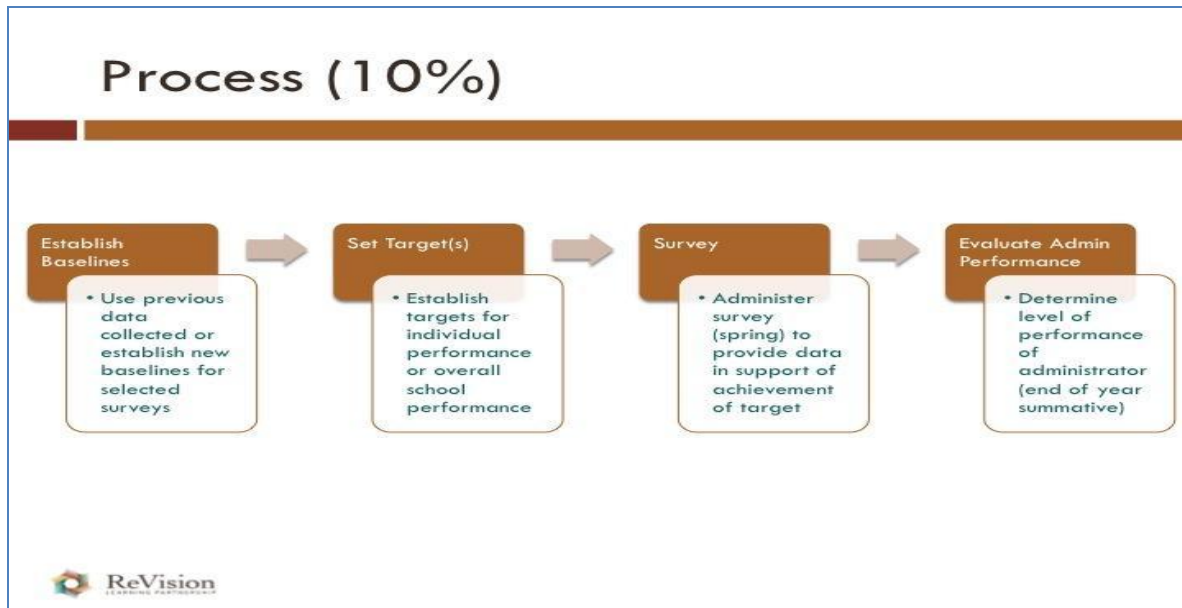 Process (10%)
Establish
Baselines
• Use previous
data
collected or
establish new
baselines for
selected
surveys
Set Target(s)
• Establish
targets for
individual
performance
or overall
school
performance
Survey
• Administer
survey
(spring) to
provide data
in support of
achievement
of target
Evaluate Admin
Performance
• Determine
level of
performance
of
administrator
(end of year
summative)
ReVision
LEARNING PARTNERSHIP